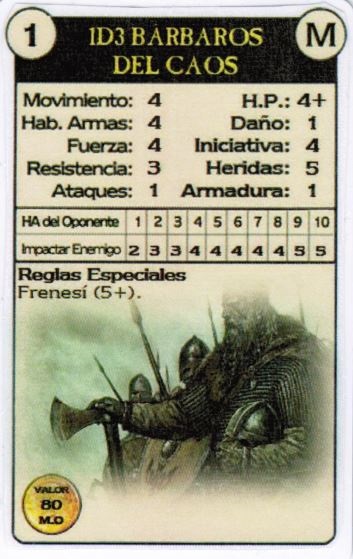 1
M
1D3 BÁRBAROS
DEL CAOS
Movimiento: 4 H.P.: 4+
Hab. Armas: 4 Daño: 1
Fuerza: 4 Iniciativa: 4
Resistencia: 3 Heridas: 5
Ataques: 1 Armadura: 1
HA del Oponente 1 2 3 4 5 6 7 8 9 10
Impactar Enemigo 2 3 3 4 4 4 4 4 5 5
Reglas Especiales
Frenesí (5+).
VALOR
80
M.O